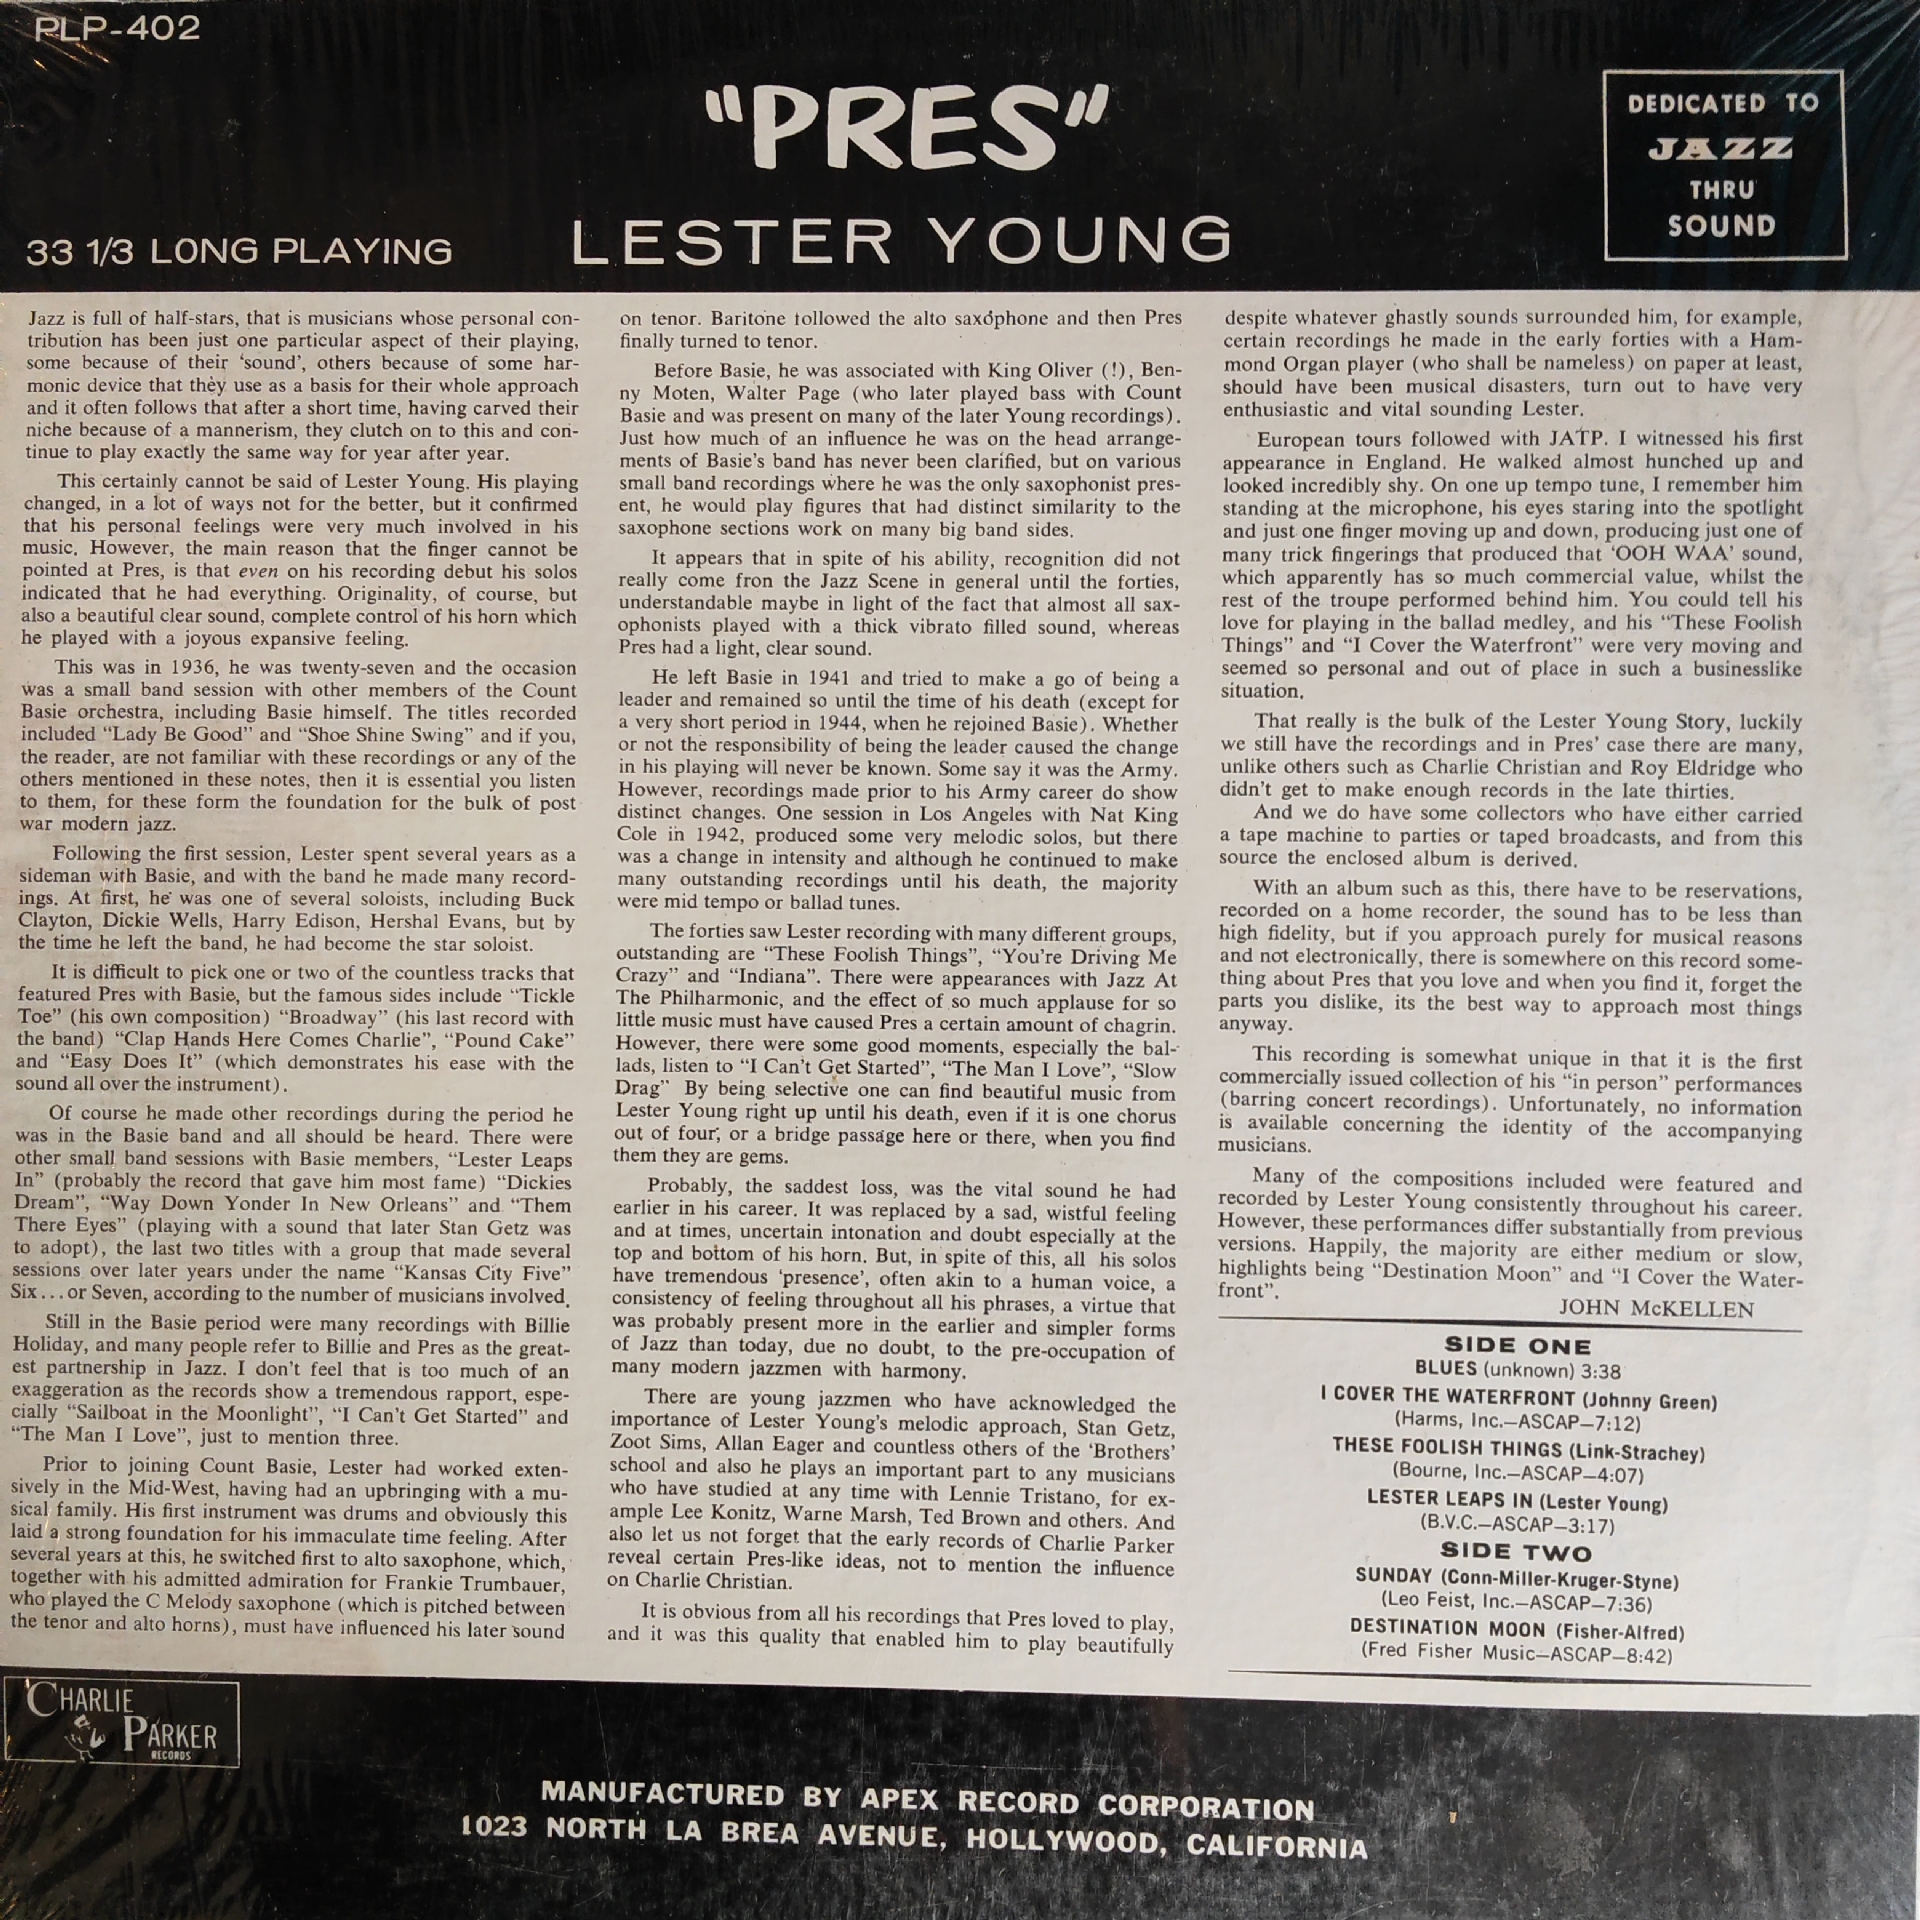 PLP-402
"PRES"
DEDICATED TO
JAZZ
THRU
SOUND
33 1/3 LONG PLAYING
LESTER YOUNG
Jazz is full of half-stars, that is musicians whose personal con-
tribution has been just one particular aspect of their playing,
some because of their 'sound', others because of some har-
monic device that they use as a basis for their whole approach
and it often follows that after a short time, having carved their
niche because of a mannerism, they clutch on to this and con-
tinue to play exactly the same way for year after year.
This certainly cannot be said of Lester Young. His playing
changed, in a lot of ways not for the better, but it confirmed
that his personal feelings were very much involved in his
music. However, the main reason that the finger cannot be
pointed at Pres, is that even on his recording debut his solos
indicated that he had everything. Originality, of course, but
also a beautiful clear sound, complete control of his horn which
he played with a joyous expansive feeling.
This was in 1936, he was twenty-seven and the occasion
was a small band session with other members of the Count
Basie orchestra, including Basie himself. The titles recorded
included "Lady Be Good" and "Shoe Shine Swing" and if you,
the reader, are not familiar with these recordings or any of the
others mentioned in these notes, then it is essential you listen
to them, for these form the foundation for the bulk of post
war modern jazz.
Following the first session, Lester spent several years as a
sideman with Basie, and with the band he made many record-
ings. At first, he was one of several soloists, including Buck
Clayton, Dickie Wells, Harry Edison, Hershal Evans, but by
the time he left the band, he had become the star soloist.
It is difficult to pick one or two of the countless tracks that
featured Pres with Basie, but the famous sides include "Tickle
Toe" (his own composition) "Broadway" (his last record with
the band) "Clap Hands Here Comes Charlie", "Pound Cake"
and "Easy Does It" (which demonstrates his ease with the
sound all over the instrument).
Of course he made other recordings during the period he
was in the Basie band and all should be heard. There were
other small band sessions with Basie members, "Lester Leaps
In" (probably the record that gave him most fame) "Dickies
Dream", "Way Down Yonder In New Orleans" and "Them
There Eyes" (playing with a sound that later Stan Getz was
to adopt), the last two titles with a group that made several
sessions over later years under the name "Kansas City Five"
Six...or Seven, according to the number of musicians involved.
Still in the Basie period were many recordings with Billie
Holiday, and many people refer to Billie and Pres as the great-
est partnership in Jazz. I don't feel that is too much of an
exaggeration as the records show a tremendous rapport, espe-
cially "Sailboat in the Moonlight", "I Can't Get Started" and
"The Man I Love", just to mention three.
Prior to joining Count Basie, Lester had worked exten-
sively in the Mid-West, having had an upbringing with a mu-
sical family. His first instrument was drums and obviously this
laid a strong foundation for his immaculate time feeling. After
several years at this, he switched first to alto saxophone, which,
together with his admitted admiration for Frankie Trumbauer,
who played the C Melody saxophone (which is pitched between
the tenor and alto horns), must have influenced his later sound
on tenor. Baritone followed the alto saxophone and then Pres
finally turned to tenor.
Before Basie, he was associated with King Oliver (!), Ben-
ny Moten, Walter Page (who later played bass with Count
Basie and was present on many of the later Young recordings).
Just how much of an influence he was on the head arrange-
ments of Basie's band has never been clarified, but on various
small band recordings where he was the only saxophonist pres-
ent, he would play figures that had distinct similarity to the
saxophone sections work on many big band sides.
It appears that in spite of his ability, recognition did not
really come fron the Jazz Scene in general until the forties,
understandable maybe in light of the fact that almost all sax-
ophonists played with a thick vibrato filled sound, whereas
Pres had a light, clear sound.
He left Basie in 1941 and tried to make a go of being a
leader and remained so until the time of his death (except for
a very short period in 1944, when he rejoined Basie). Whether
or not the responsibility of being the leader caused the change
in his playing will never be known. Some say it was the Army.
However, recordings made prior to his Army career do show
distinct changes. One session in Los Angeles with Nat King
Cole in 1942, produced some very melodic solos, but there
was a change in intensity and although he continued to make
many outstanding recordings until his death, the majority
were mid tempo or ballad tunes.
The forties saw Lester recording with many different groups,
outstanding are "These Foolish Things", "You're Driving Me
Crazy" and "Indiana". There were appearances with Jazz At
The Philharmonic, and the effect of so much applause for so
little music must have caused Pres a certain amount of chagrin.
However, there were some good moments, especially the bal-
lads, listen to "I Can't Get Started", "The Man I Love", "Slow
Drag" By being selective one can find beautiful music from
Lester Young right up until his death, even if it is one chorus
out of four, or a bridge passage here or there, when you find
them they are gems.
Probably, the saddest loss, was the vital sound he had
earlier in his career. It was replaced by a sad, wistful feeling
and at times, uncertain intonation and doubt especially at the
top and bottom of his horn. But, in spite of this, all his solos
have tremendous 'presence', often akin to a human voice, a
consistency of feeling throughout all his phrases, a virtue that
was probably present more in the earlier and simpler forms
of Jazz than today, due no doubt, to the pre-occupation of
many modern jazzmen with harmony.
There are young jazzmen who have acknowledged the
importance of Lester Young's melodic approach, Stan Getz,
Zoot Sims, Allan Eager and countless others of the 'Brothers'
school and also he plays an important part to any musicians
who have studied at any time with Lennie Tristano, for ex-
ample Lee Konitz, Warne Marsh, Ted Brown and others. And
also let us not forget that the early records of Charlie Parker
reveal certain Pres-like ideas, not to mention the influence
on Charlie Christian.
It is obvious from all his recordings that Pres loved to play,
and it was this quality that enabled him to play beautifully
despite whatever ghastly sounds surrounded him, for example,
certain recordings he made in the early forties with a Ham-
mond Organ player (who shall be nameless) on paper at least,
should have been musical disasters, turn out to have very
enthusiastic and vital sounding Lester.
European tours followed with JATP. I witnessed his first
appearance in England. He walked almost hunched up and
looked incredibly shy. On one up tempo tune, I remember him
standing at the microphone, his eyes staring into the spotlight
and just one finger moving up and down, producing just one of
many trick fingerings that produced that 'OOH WAA' sound,
which apparently has so much commercial value, whilst the
rest of the troupe performed behind him. You could tell his
love for playing in the ballad medley, and his "These Foolish
Things" and "I Cover the Waterfront" were very moving and
seemed so personal and out of place in such a businesslike
situation.
That really is the bulk of the Lester Young Story, luckily
we still have the recordings and in Pres' case there are many,
unlike others such as Charlie Christian and Roy Eldridge who
didn't get to make enough records in the late thirties.
And we do have some collectors who have either carried
a tape machine to parties or taped broadcasts, and from this
source the enclosed album is derived.
With an album such as this, there have to be reservations,
recorded on a home recorder, the sound has to be less than
high fidelity, but if you approach purely for musical reasons
and not electronically, there is somewhere on this record some-
thing about Pres that you love and when you find it, forget the
parts you dislike, its the best way to approach most things
anyway.
This recording is somewhat unique in that it is the first
commercially issued collection of his "in person" performances
(barring concert recordings). Unfortunately, no information
is available concerning the identity of the accompanying
musicians.
Many of the compositions included were featured and
recorded by Lester Young consistently throughout his career.
However, these performances differ substantially from previous
versions. Happily, the majority are either medium or slow,
highlights being "Destination Moon" and "I Cover the Water-
front".
JOHN McKELLEN
SIDE ONE
BLUES (unknown) 3:38
I COVER THE WATERFRONT (Johnny Green)
(Harms, Inc.—ASCAP—7:12)
THESE FOOLISH THINGS (Link-Strachey)
(Bourne, Inc.—ASCAP—4:07)
LESTER LEAPS IN (Lester Young)
(B.V.C.—ASCAP—3:17)
SIDE TWO
SUNDAY (Conn-Miller-Kruger-Styne)
(Leo Feist, Inc.—ASCAP—7:36)
DESTINATION MOON (Fisher-Alfred)
(Fred Fisher Music—ASCAP—8:42)
CHARLIE
PARKER
RECORDS
MANUFACTURED BY APEX RECORD CORPORATION
1023 NORTH LA BREA AVENUE, HOLLYWOOD, CALIFORNIA